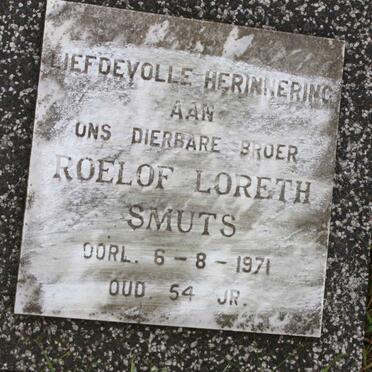 LIEFDEVOLLE HERINNERING
AAN
ONS DIERBARE BROER
ROELOF LORETH
SMUTS
OORL. 6-8-1971
OUD 54 JR.